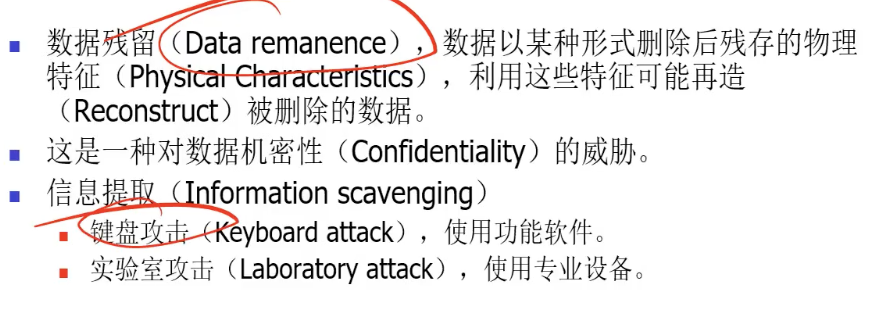 数据残留（Data remanence），数据以某种形式删除后残存的物理
特征（Physical Characteristics），利用这些特征可能再造
（Reconstruct）被删除的数据。
这是一种对数据机密性（Confidentiality）的威胁。
信息提取（Information scavenging）
键盘攻击（Keyboard attack），使用功能软件。
实验室攻击（Laboratory attack），使用专业设备。